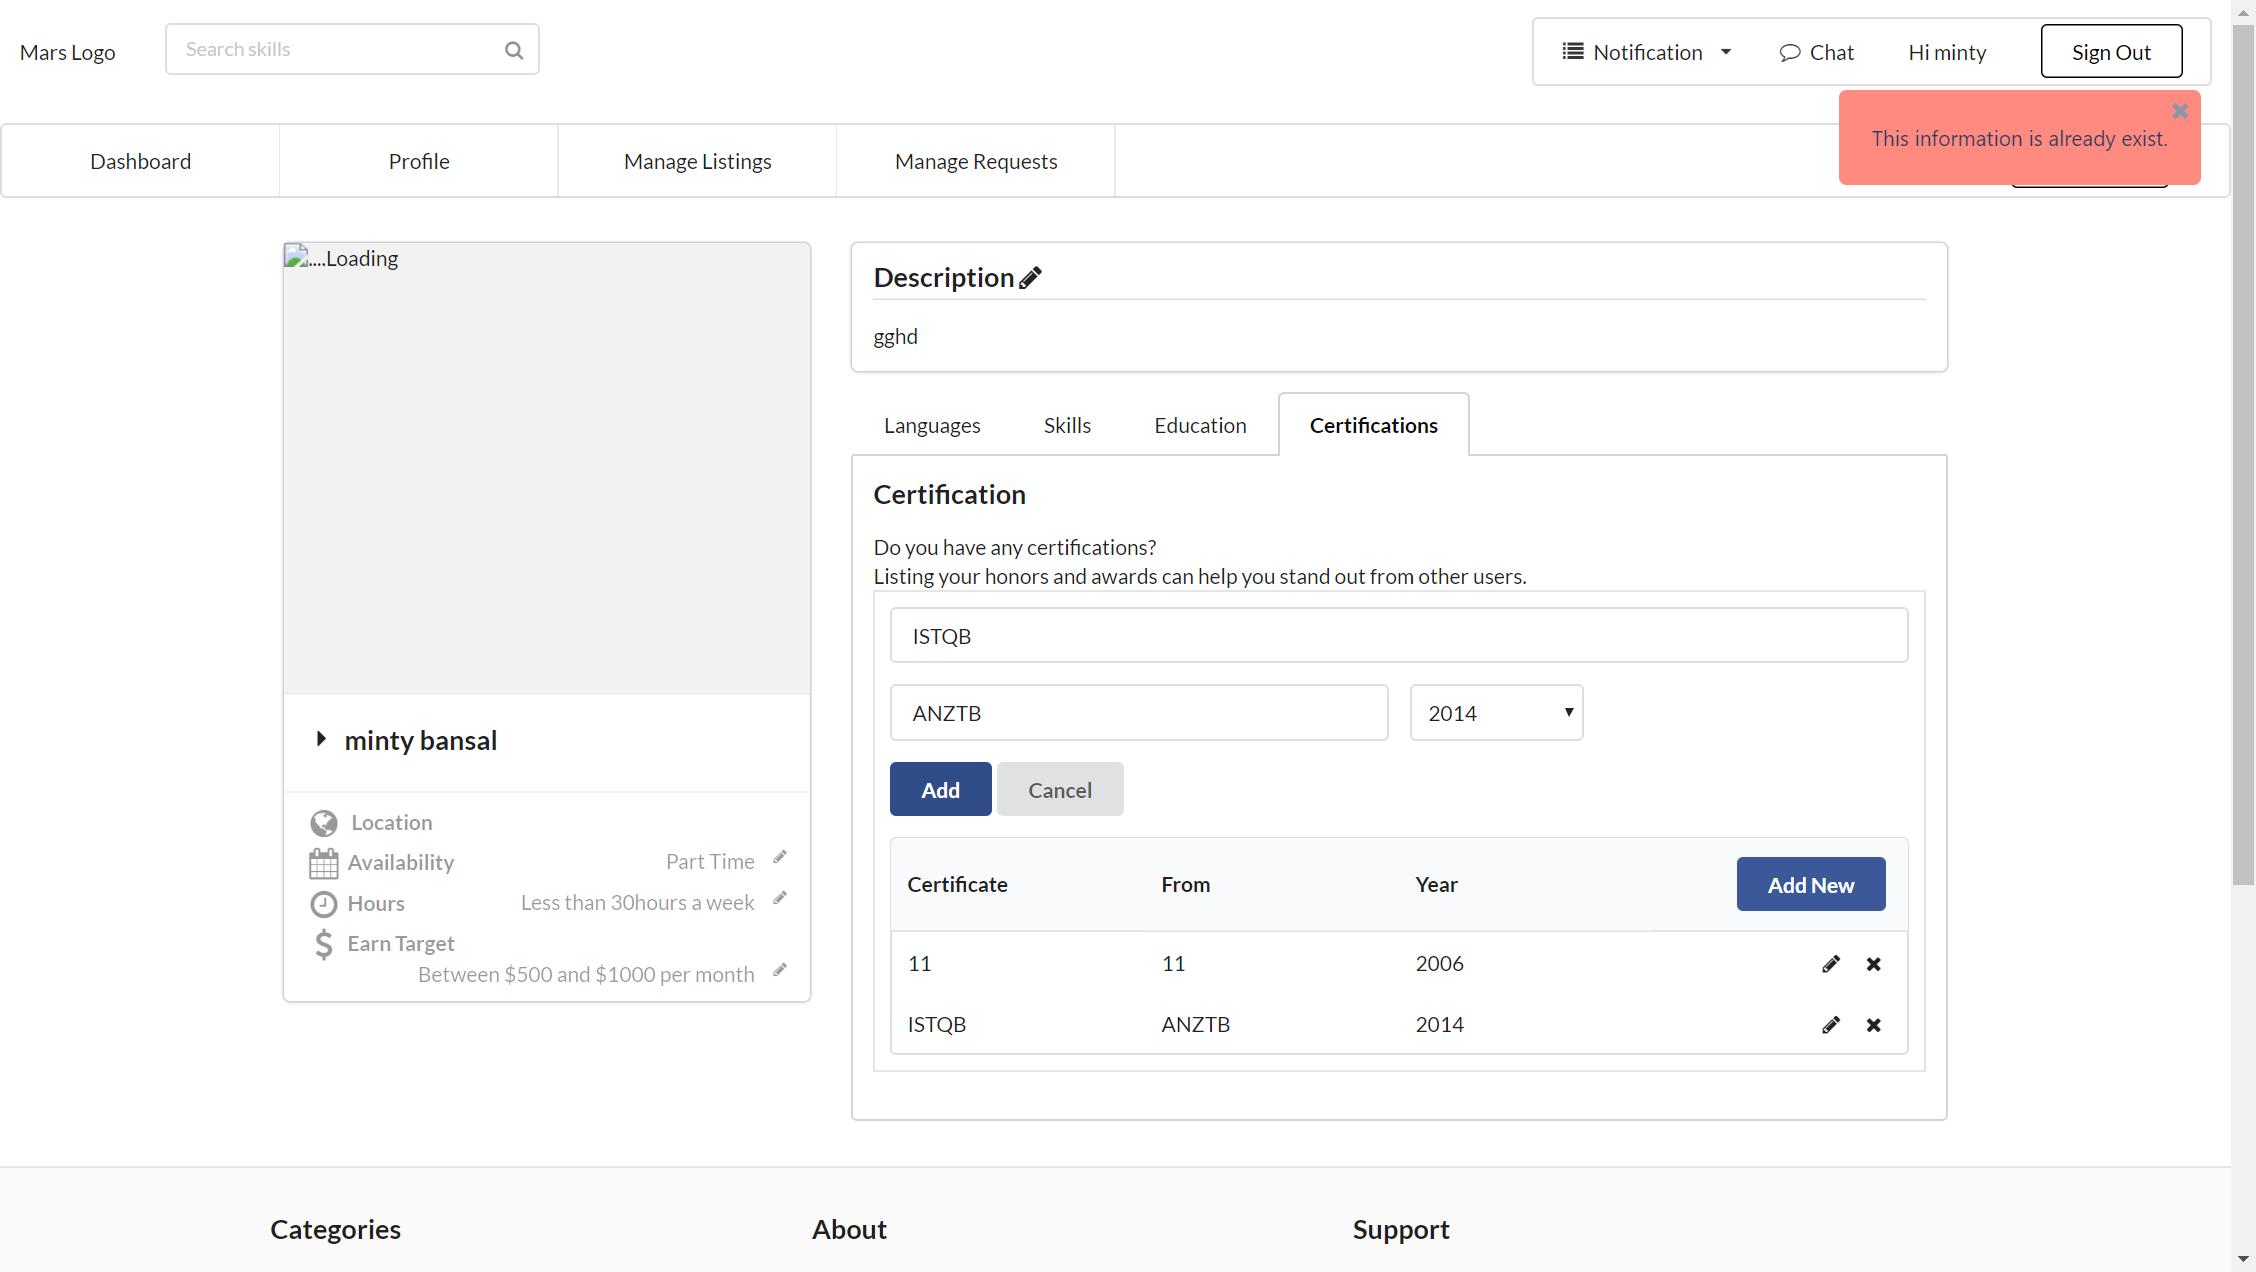 Mars Logo
Search skills
Notification
Chat
Hi minty
Sign Out
This information is already exist.
Dashboard
Profile
Manage Listings
Manage Requests
....Loading
minty bansal
Location
Availability Part Time
Hours Less than 30hours a week
Earn Target
Between $500 and $1000 per month
Description
gghd
Languages Skills Education Certifications
Certification
Do you have any certifications?
Listing your honors and awards can help you stand out from other users.
ISTQB
ANZTB 2014
Add Cancel
Certificate From Year Add New
11 11 2006
ISTQB ANZTB 2014
Categories About Support